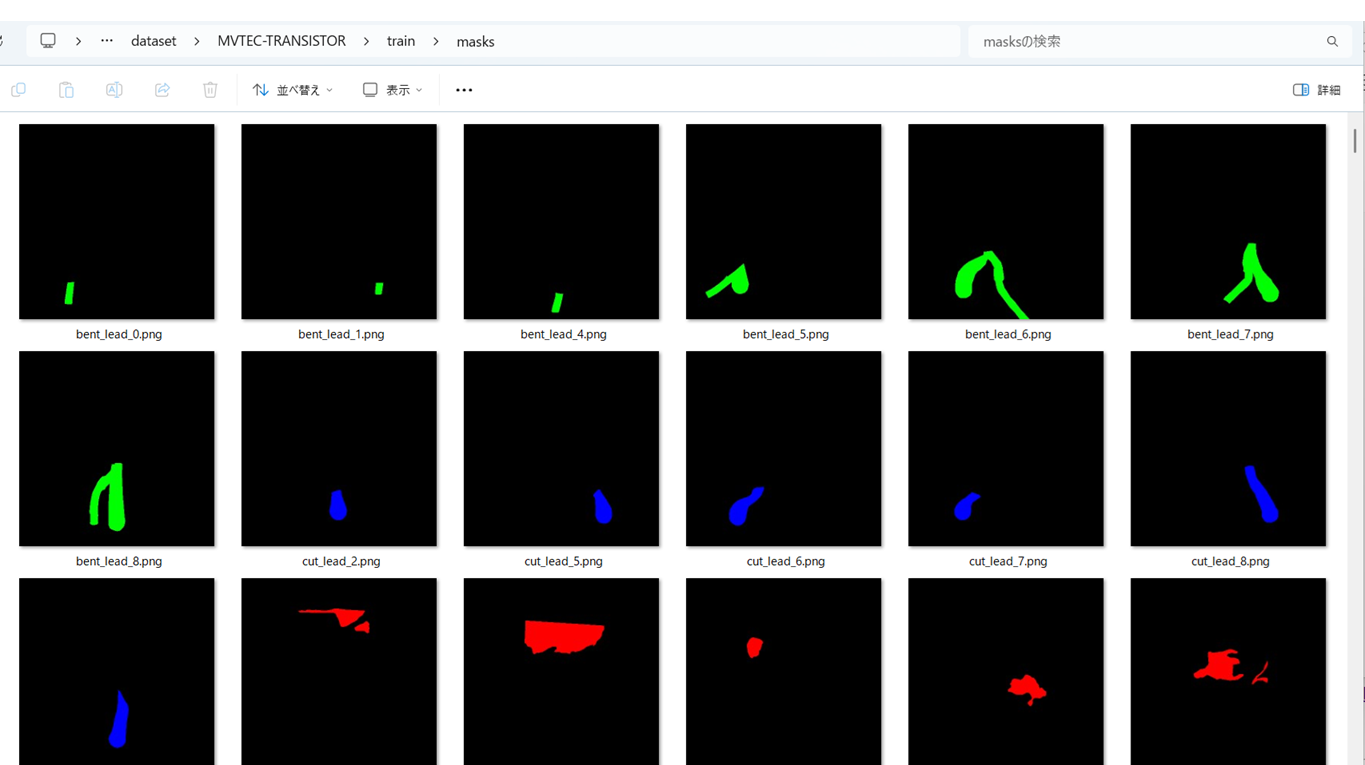 dataset > MVTEC-TRANSISTOR > train > masks
masksの検索
並べ替え
表示
詳細
bent_lead_0.png
bent_lead_1.png
bent_lead_4.png
bent_lead_5.png
bent_lead_6.png
bent_lead_7.png
bent_lead_8.png
cut_lead_2.png
cut_lead_5.png
cut_lead_6.png
cut_lead_7.png
cut_lead_8.png